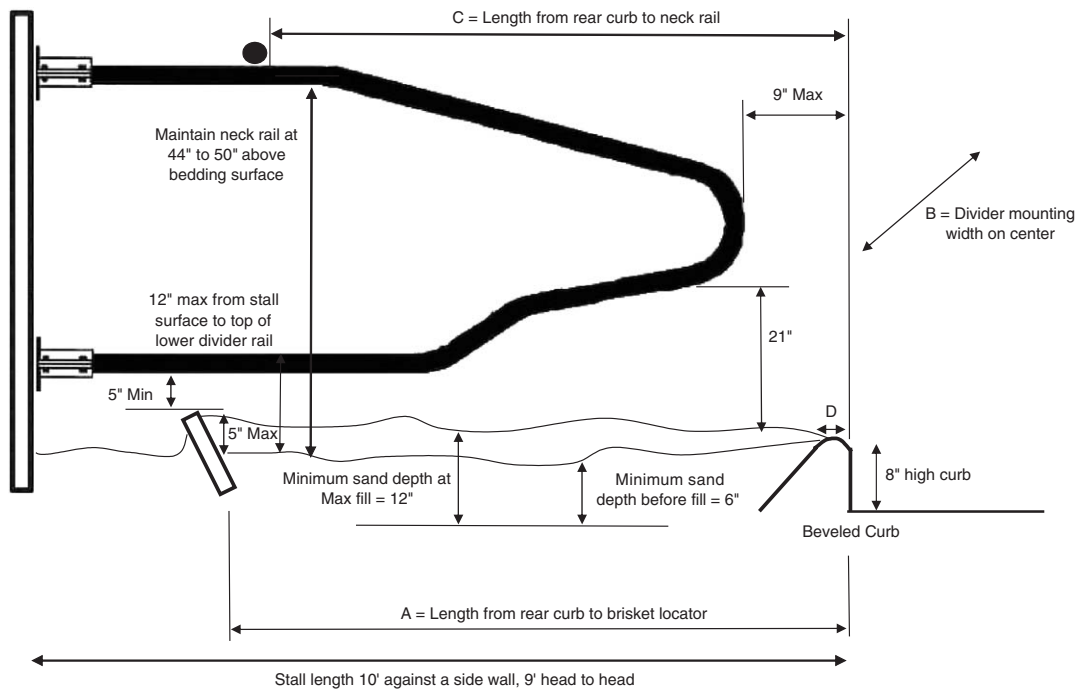 C = Length from rear curb to neck rail
9" Max
Maintain neck rail at
44" to 50" above
bedding surface
B = Divider mounting
width on center
12" max from stall
surface to top of
lower divider rail
21"
5" Min
D
5" Max
Minimum sand depth at
Max fill = 12"
Minimum sand
depth before fill = 6"
8" high curb
Beveled Curb
A = Length from rear curb to brisket locator
Stall length 10' against a side wall, 9' head to head